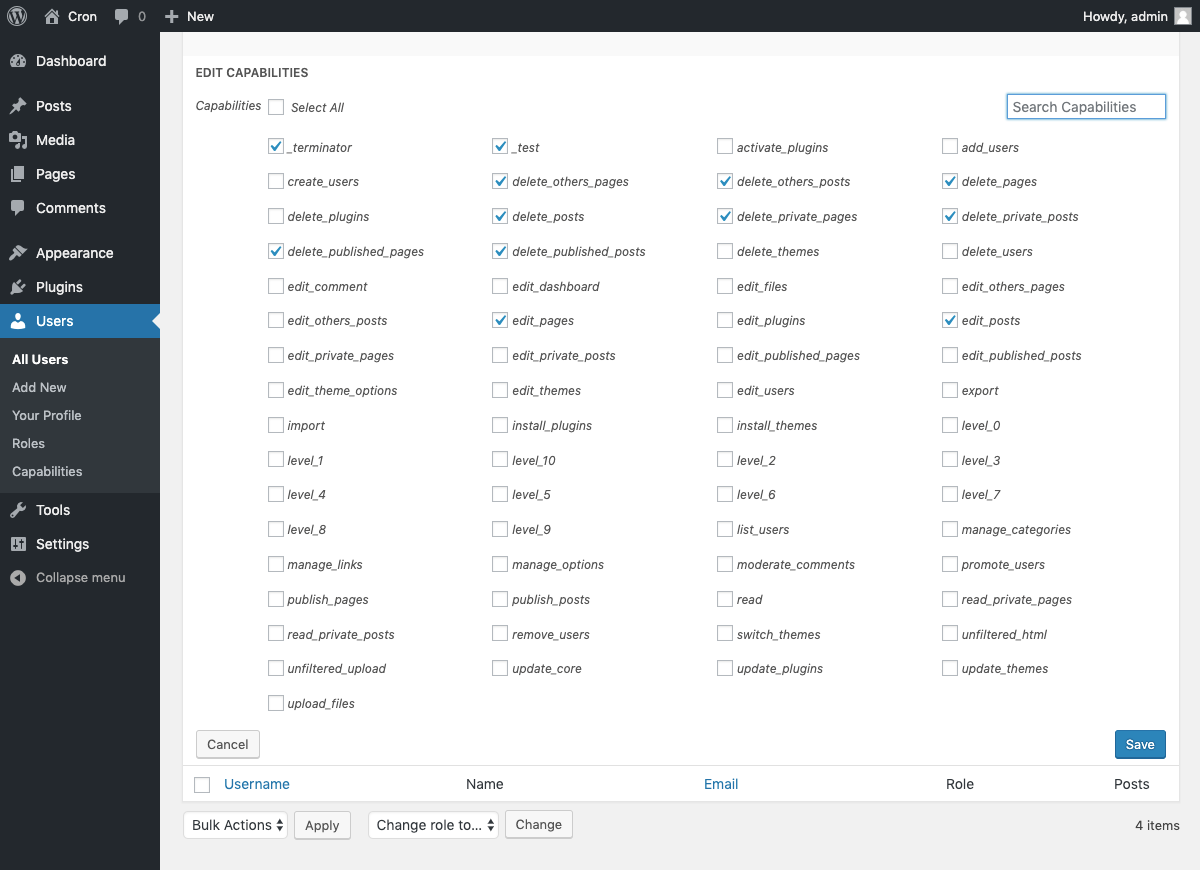 Cron 0 New Howdy, admin
Dashboard
Posts
Media
Pages
Comments
Appearance
Plugins
Users
All Users
Add New
Your Profile
Roles
Capabilities
Tools
Settings
Collapse menu
EDIT CAPABILITIES
Capabilities Select All Search Capabilities
_terminator _test activate_plugins add_users
create_users delete_others_pages delete_others_posts delete_pages
delete_plugins delete_posts delete_private_pages delete_private_posts
delete_published_pages delete_published_posts delete_themes delete_users
edit_comment edit_dashboard edit_files edit_others_pages
edit_others_posts edit_pages edit_plugins edit_posts
edit_private_pages edit_private_posts edit_published_pages edit_published_posts
edit_theme_options edit_themes edit_users export
import install_plugins install_themes level_0
level_1 level_10 level_2 level_3
level_4 level_5 level_6 level_7
level_8 level_9 list_users manage_categories
manage_links manage_options moderate_comments promote_users
publish_pages publish_posts read read_private_pages
read_private_posts remove_users switch_themes unfiltered_html
unfiltered_upload update_core update_plugins update_themes
upload_files
Cancel Save
Username Name Email Role Posts
Bulk Actions Apply Change role to... Change 4 items